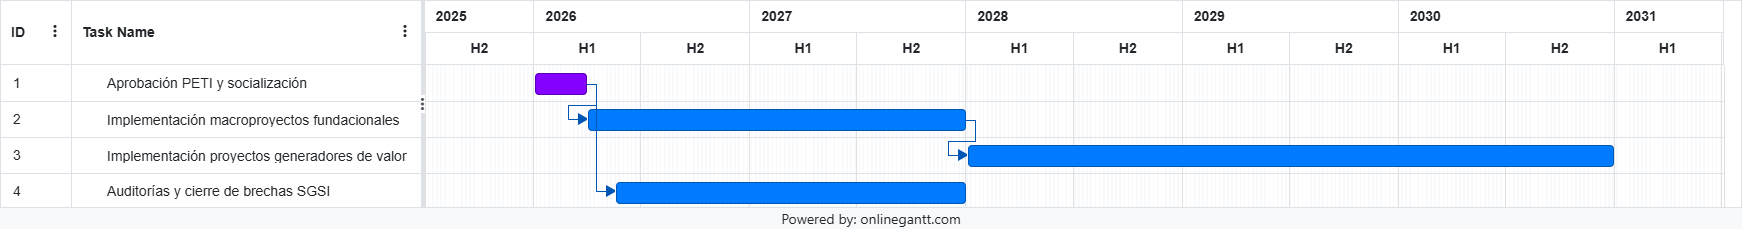 ID Task Name 2025 2026 2027 2028 2029 2030 2031
H2 H1 H2 H1 H2 H1 H2 H1 H2 H1 H2 H1
1 Aprobación PETI y socialización
2 Implementación macroproyectos fundacionales
3 Implementación proyectos generadores de valor
4 Auditorías y cierre de brechas SGSI
Powered by: onlinegantt.com